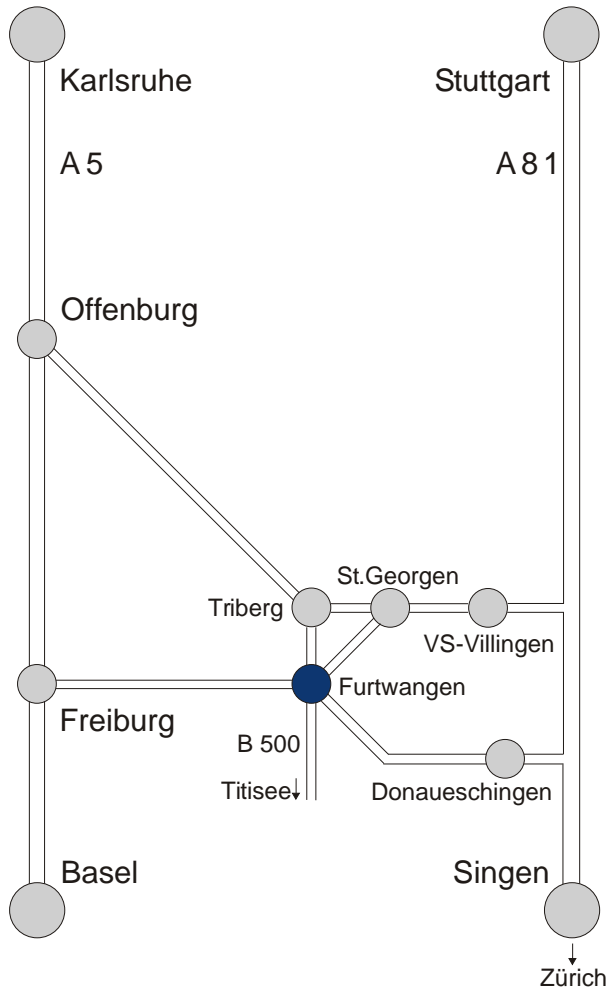 Karlsruhe
Stuttgart
A 5
A 8 1
Offenburg
St.Georgen
Triberg
VS-Villingen
Furtwangen
Freiburg
B 500
Titisee
Donaueschingen
Basel
Singen
Zürich